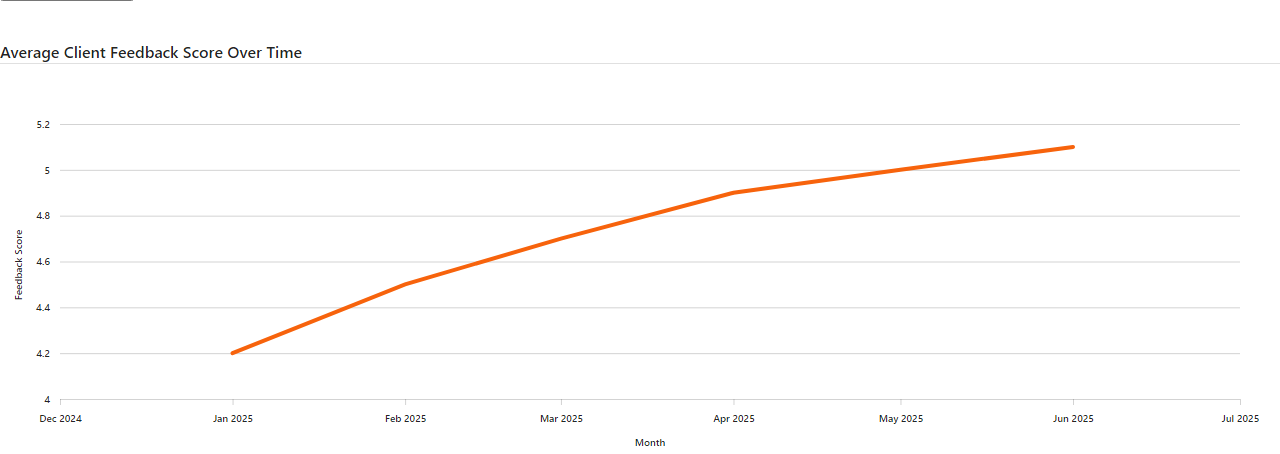 Average Client Feedback Score Over Time
5.2
5
4.8
4.6
4.4
4.2
4
Feedback Score
Dec 2024 Jan 2025 Feb 2025 Mar 2025 Apr 2025 May 2025 Jun 2025 Jul 2025
Month